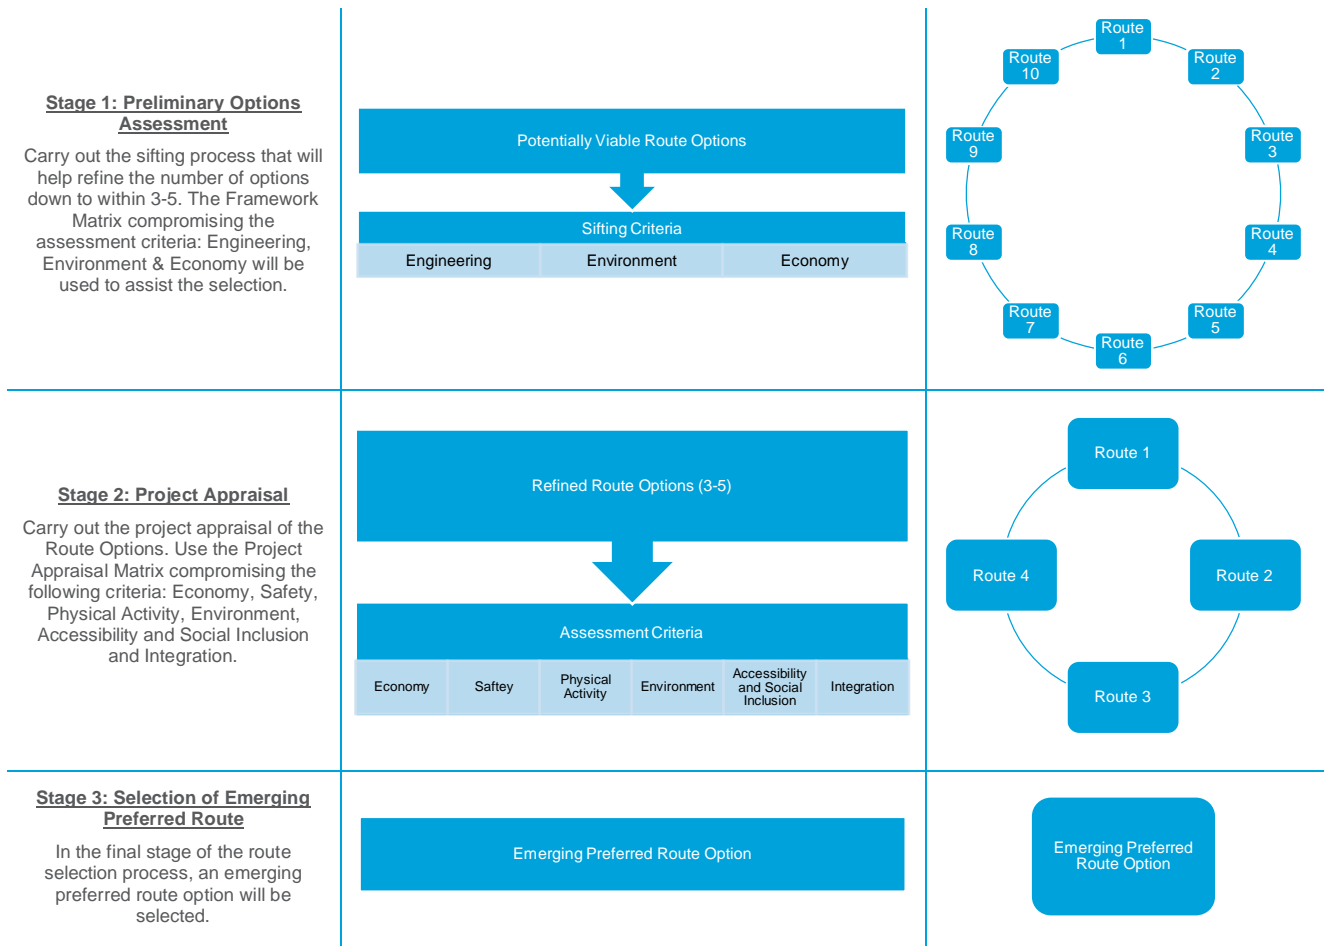 Stage 1: Preliminary Options
Assessment
Carry out the sifting process that will
help refine the number of options
down to within 3-5. The Framework
Matrix compromising the
assessment criteria: Engineering,
Environment & Economy will be
used to assist the selection.
Potentially Viable Route Options
Sifting Criteria
Engineering
Environment
Economy
Route
1
Route
2
Route
3
Route
4
Route
5
Route
6
Route
7
Route
8
Route
9
Route
10
Stage 2: Project Appraisal
Carry out the project appraisal of the
Route Options. Use the Project
Appraisal Matrix compromising the
following criteria: Economy, Safety,
Physical Activity, Environment,
Accessibility and Social Inclusion
and Integration.
Refined Route Options (3-5)
Assessment Criteria
Economy
Saftey
Physical
Activity
Environment
Accessibility
and Social
Inclusion
Integration
Route 1
Route 2
Route 3
Route 4
Stage 3: Selection of Emerging
Preferred Route
In the final stage of the route
selection process, an emerging
preferred route option will be
selected.
Emerging Preferred Route Option
Emerging Preferred
Route Option